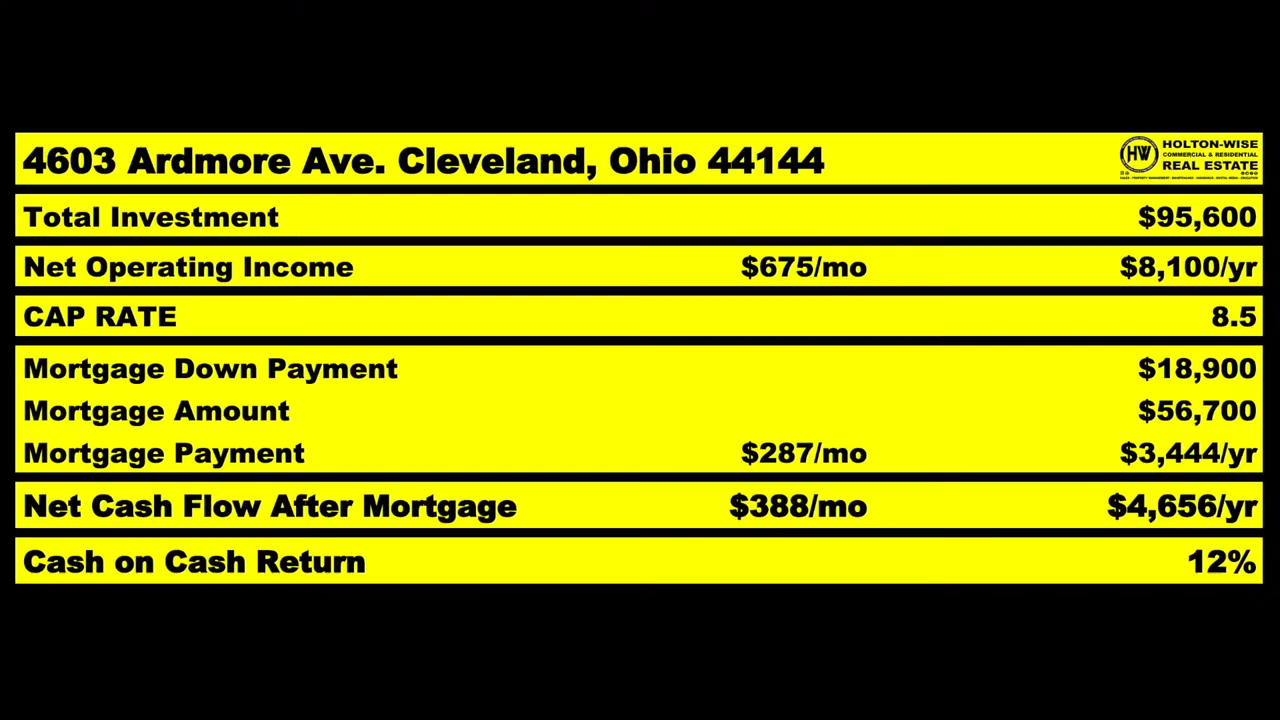 4603 Ardmore Ave. Cleveland, Ohio 44144
HW
HOLTON-WISE
COMMERCIAL & RESIDENTIAL
REAL ESTATE
Total Investment $95,600
Net Operating Income $675/mo $8,100/yr
CAP RATE 8.5
Mortgage Down Payment $18,900
Mortgage Amount $56,700
Mortgage Payment $287/mo $3,444/yr
Net Cash Flow After Mortgage $388/mo $4,656/yr
Cash on Cash Return 12%